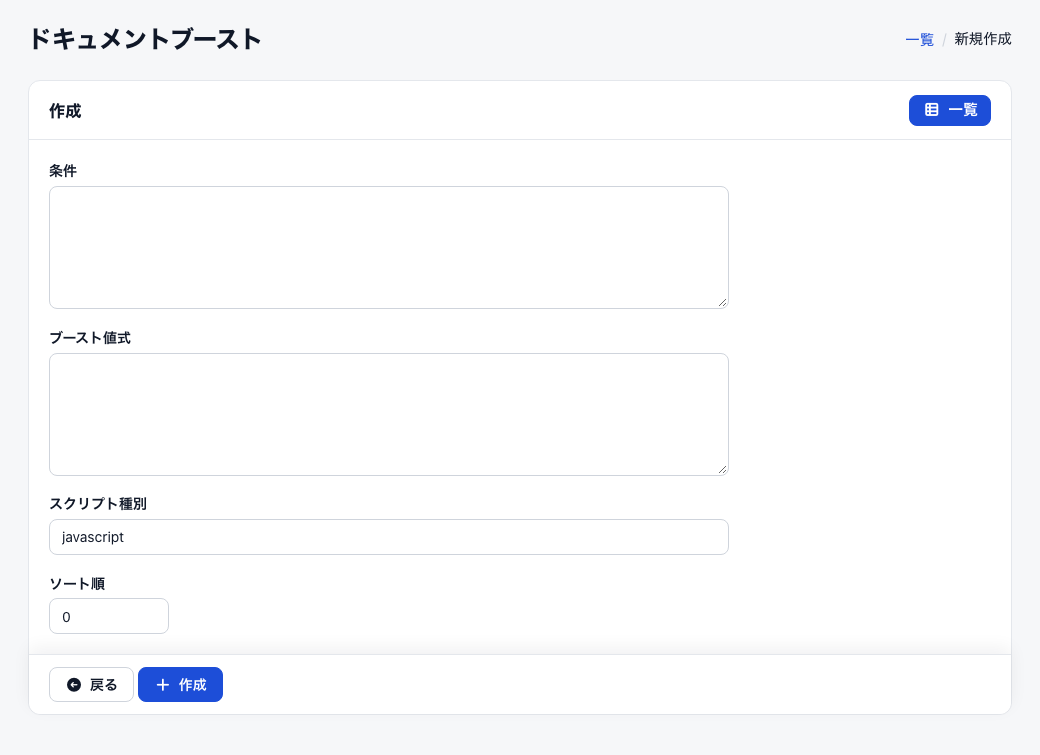 ドキュメントブースト
一覧 / 新規作成
作成
一覧
条件
ブースト値式
スクリプト種別
javascript
ソート順
0
戻る
作成